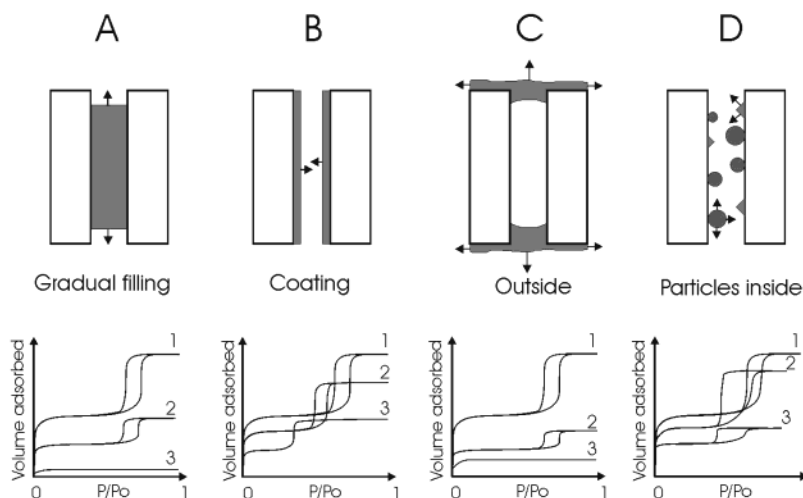 A B C D
Gradual filling Coating Outside Particles inside
Volume adsorbed 1 2 3 0 P/Po 1
Volume adsorbed 1 2 3 0 P/Po 1
Volume adsorbed 1 2 3 0 P/Po 1
Volume adsorbed 1 2 3 0 P/Po